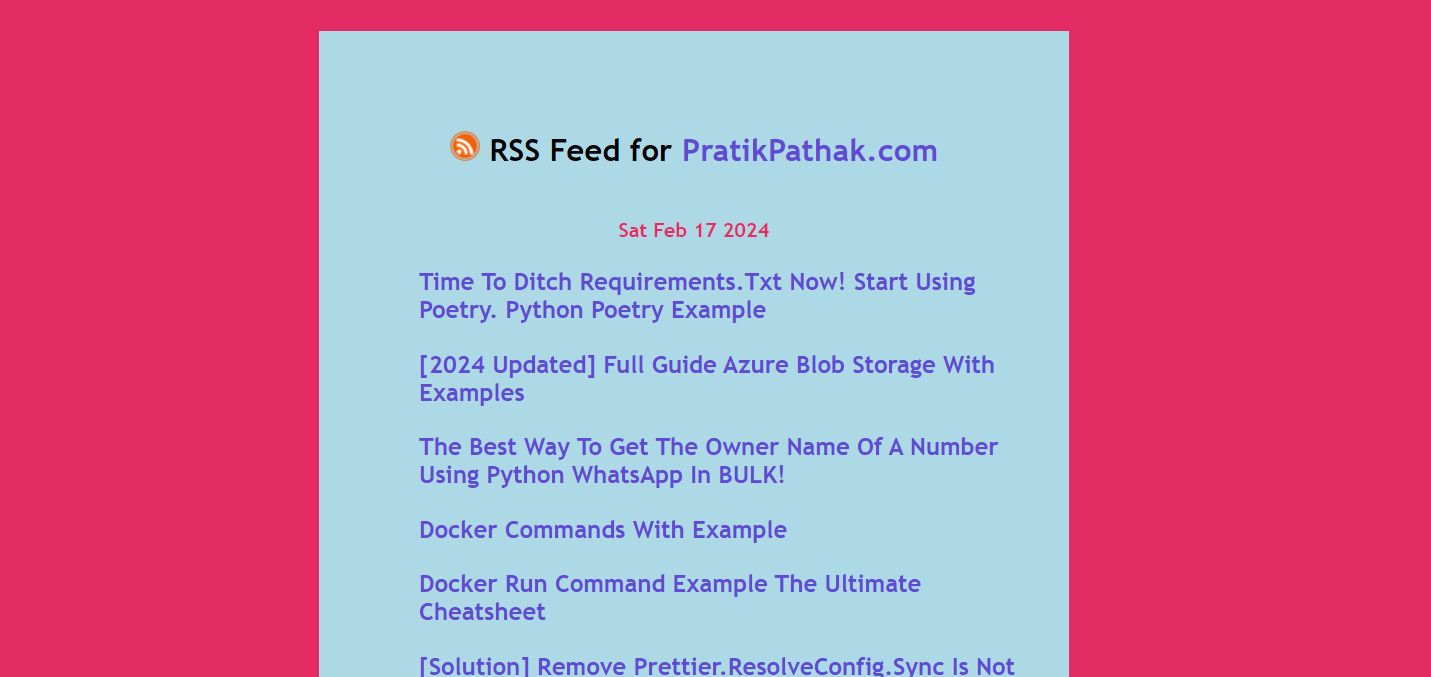 RSS Feed for PratikPathak.com
Sat Feb 17 2024
Time To Ditch Requirements.Txt Now! Start Using
Poetry. Python Poetry Example
[2024 Updated] Full Guide Azure Blob Storage With
Examples
The Best Way To Get The Owner Name Of A Number
Using Python WhatsApp In BULK!
Docker Commands With Example
Docker Run Command Example The Ultimate
Cheatsheet
[Solution] Remove Prettier.ResolveConfig.Sync Is Not